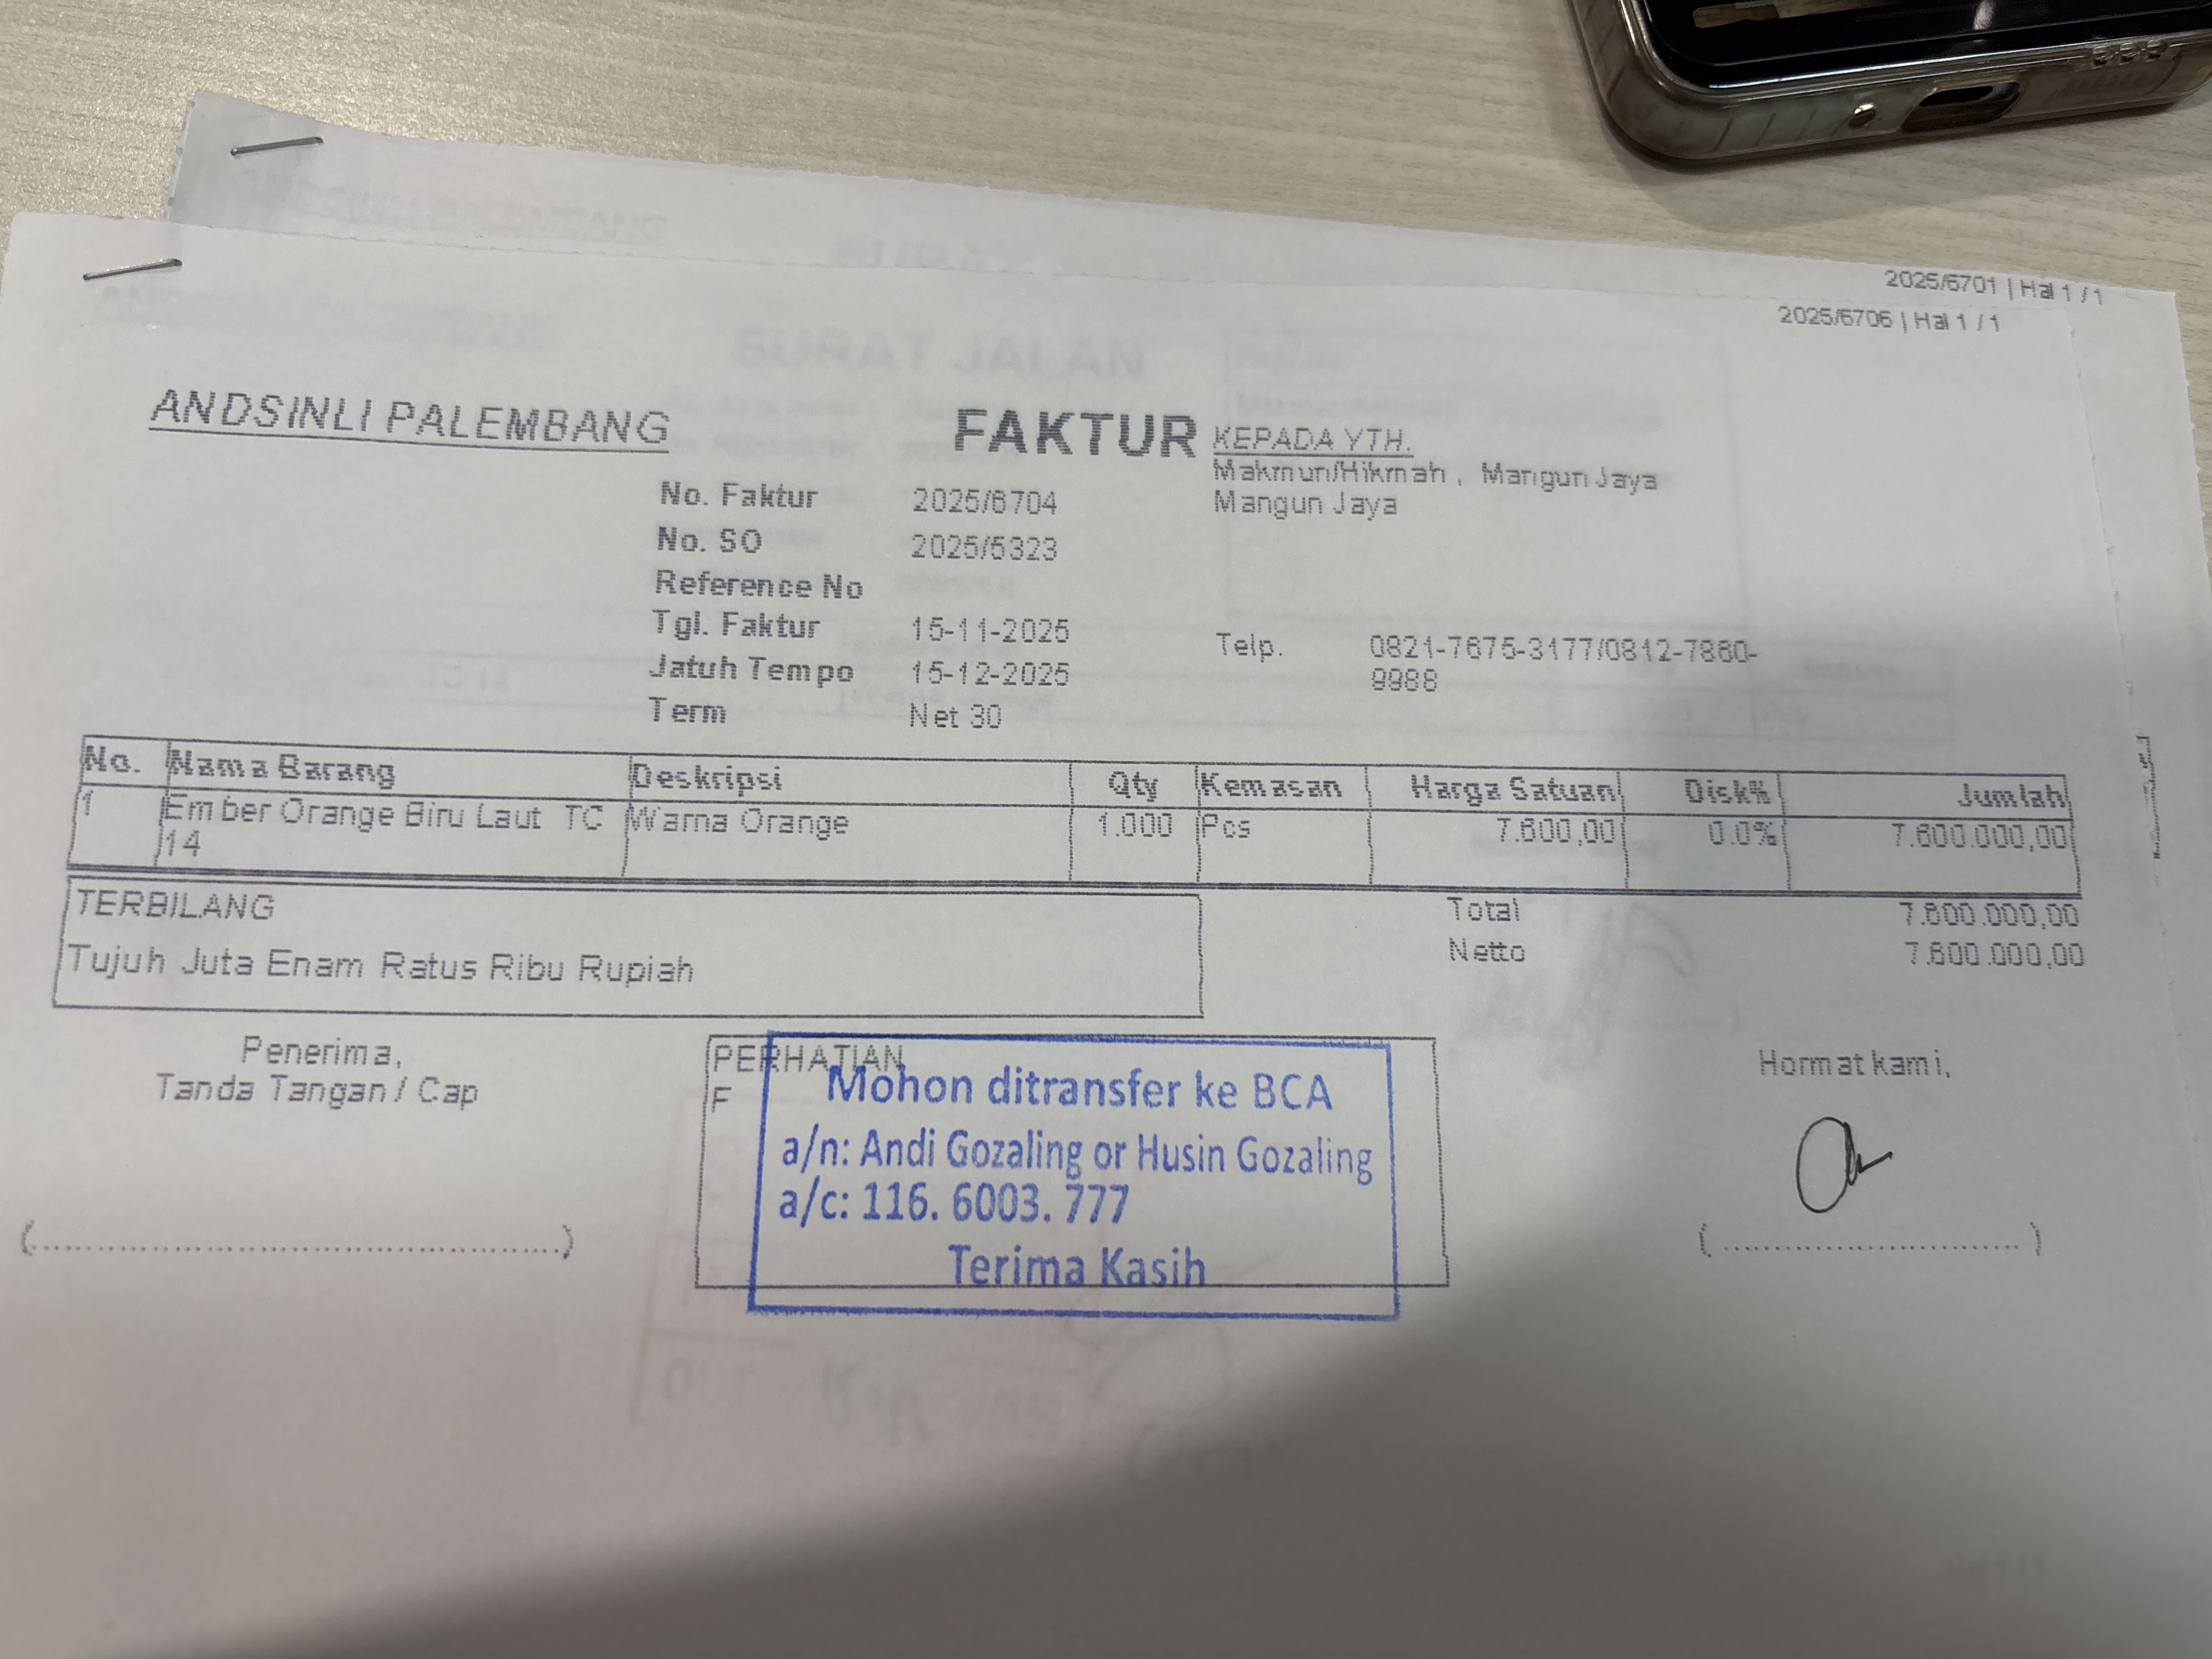 2025/6701 | Hal 1 / 1
2025/6706 | Hal 1 / 1
ANDSINLI PALEMBANG
FAKTUR
KEPADA YTH.
Makmun/Hikmah , Mangun Jaya
Mangun Jaya
No. Faktur 2025/6704
No. SO 2025/5323
Reference No
Tgl. Faktur 15-11-2025
Jatuh Tempo 15-12-2025
Term Net 30
Telp. 0821-7675-3177/0812-7860-
9988
No. Nama Barang Deskripsi Qty Kemasan Harga Satuan Disk% Jumlah
1 Ember Orange Biru Laut TC Warna Orange 1.000 Pcs 7.600,00 0.0% 7.600.000,00
14
TERBILANG
Tujuh Juta Enam Ratus Ribu Rupiah
Total 7.600.000,00
Netto 7.600.000,00
Penerima,
Tanda Tangan / Cap
(..................................................)
PERHATIAN
F
Mohon ditransfer ke BCA
a/n: Andi Gozaling or Husin Gozaling
a/c: 116. 6003. 777
Terima Kasih
Hormat kami,
(..............................)